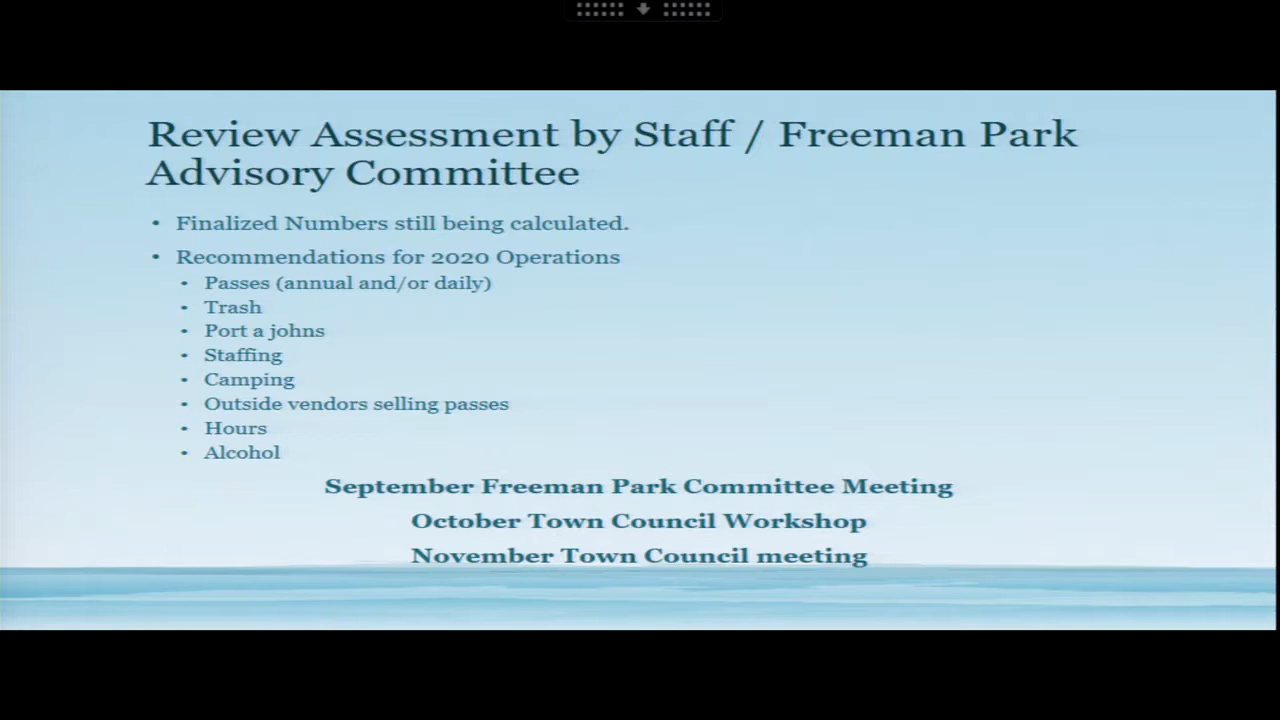 Review Assessment by Staff / Freeman Park
Advisory Committee
• Finalized Numbers still being calculated.
• Recommendations for 2020 Operations
• Passes (annual and/or daily)
• Trash
• Port a johns
• Staffing
• Camping
• Outside vendors selling passes
• Hours
• Alcohol
September Freeman Park Committee Meeting
October Town Council Workshop
November Town Council meeting